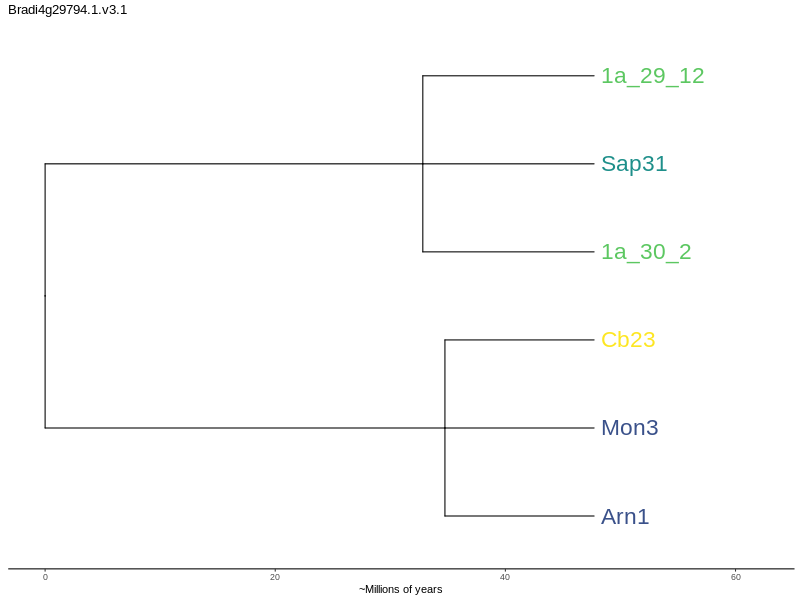 Bradi4g29794.1.v3.1
1a_29_12
Sap31
1a_30_2
Cb23
Mon3
Arn1
0 20 40 60
~Millions of years